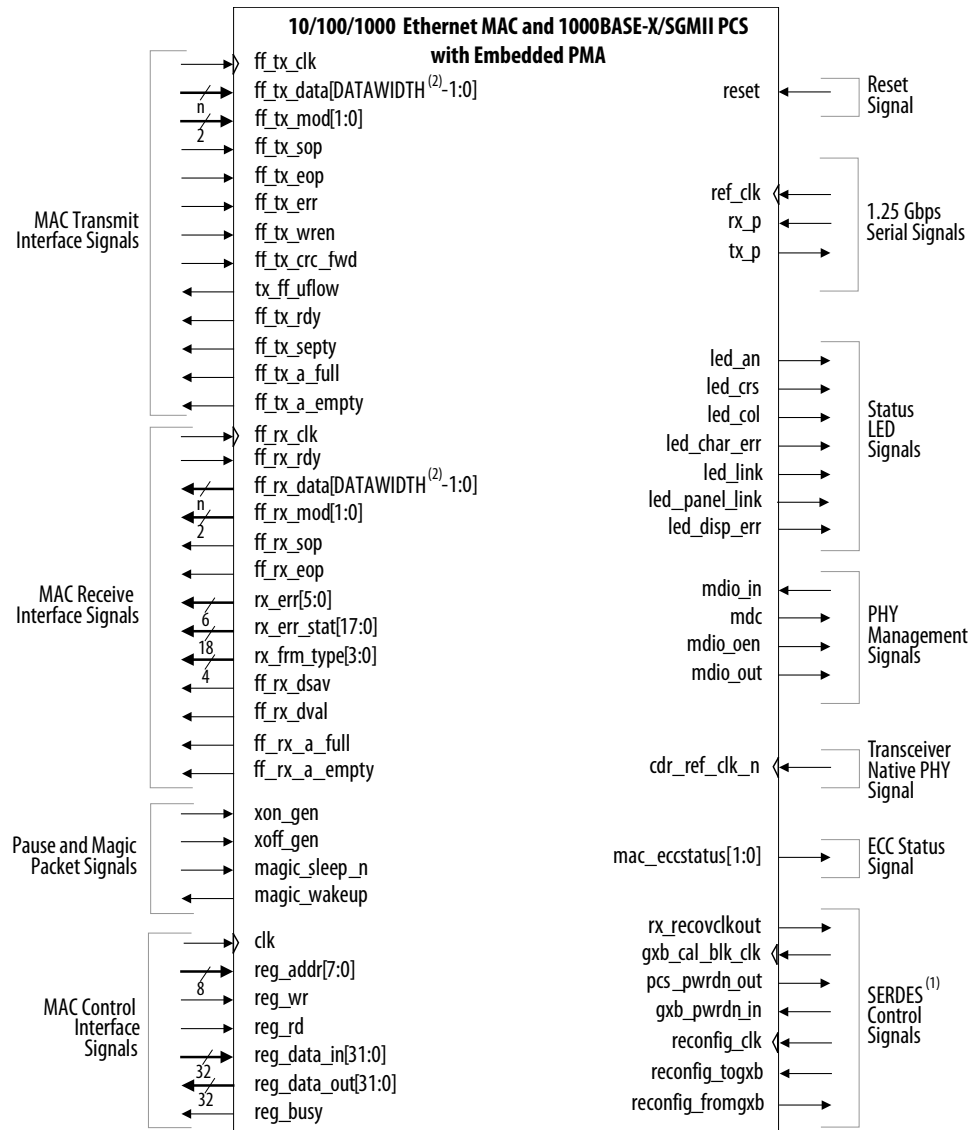 10/100/1000 Ethernet MAC and 1000BASE-X/SGMII PCS
with Embedded PMA
MAC Transmit
Interface Signals
ff_tx_clk
ff_tx_data[DATAWIDTH(2)-1:0]
n
ff_tx_mod[1:0]
2
ff_tx_sop
ff_tx_eop
ff_tx_err
ff_tx_wren
ff_tx_crc_fwd
tx_ff_uflow
ff_tx_rdy
ff_tx_septy
ff_tx_a_full
ff_tx_a_empty
MAC Receive
Interface Signals
ff_rx_clk
ff_rx_rdy
ff_rx_data[DATAWIDTH(2)-1:0]
n
ff_rx_mod[1:0]
2
ff_rx_sop
ff_rx_eop
rx_err[5:0]
6
rx_err_stat[17:0]
18
rx_frm_type[3:0]
4
ff_rx_dsav
ff_rx_dval
ff_rx_a_full
ff_rx_a_empty
Pause and Magic
Packet Signals
xon_gen
xoff_gen
magic_sleep_n
magic_wakeup
MAC Control
Interface
Signals
clk
reg_addr[7:0]
8
reg_wr
reg_rd
reg_data_in[31:0]
32
reg_data_out[31:0]
32
reg_busy
reset
Reset
Signal
ref_clk
rx_p
tx_p
1.25 Gbps
Serial Signals
led_an
led_crs
led_col
led_char_err
led_link
led_panel_link
led_disp_err
Status
LED
Signals
mdio_in
mdc
mdio_oen
mdio_out
PHY
Management
Signals
cdr_ref_clk_n
Transceiver
Native PHY
Signal
mac_eccstatus[1:0]
ECC Status
Signal
rx_recovclkout
gxb_cal_blk_clk
pcs_pwrdn_out
gxb_pwrdn_in
reconfig_clk
reconfig_togxb
reconfig_fromgxb
SERDES (1)
Control
Signals